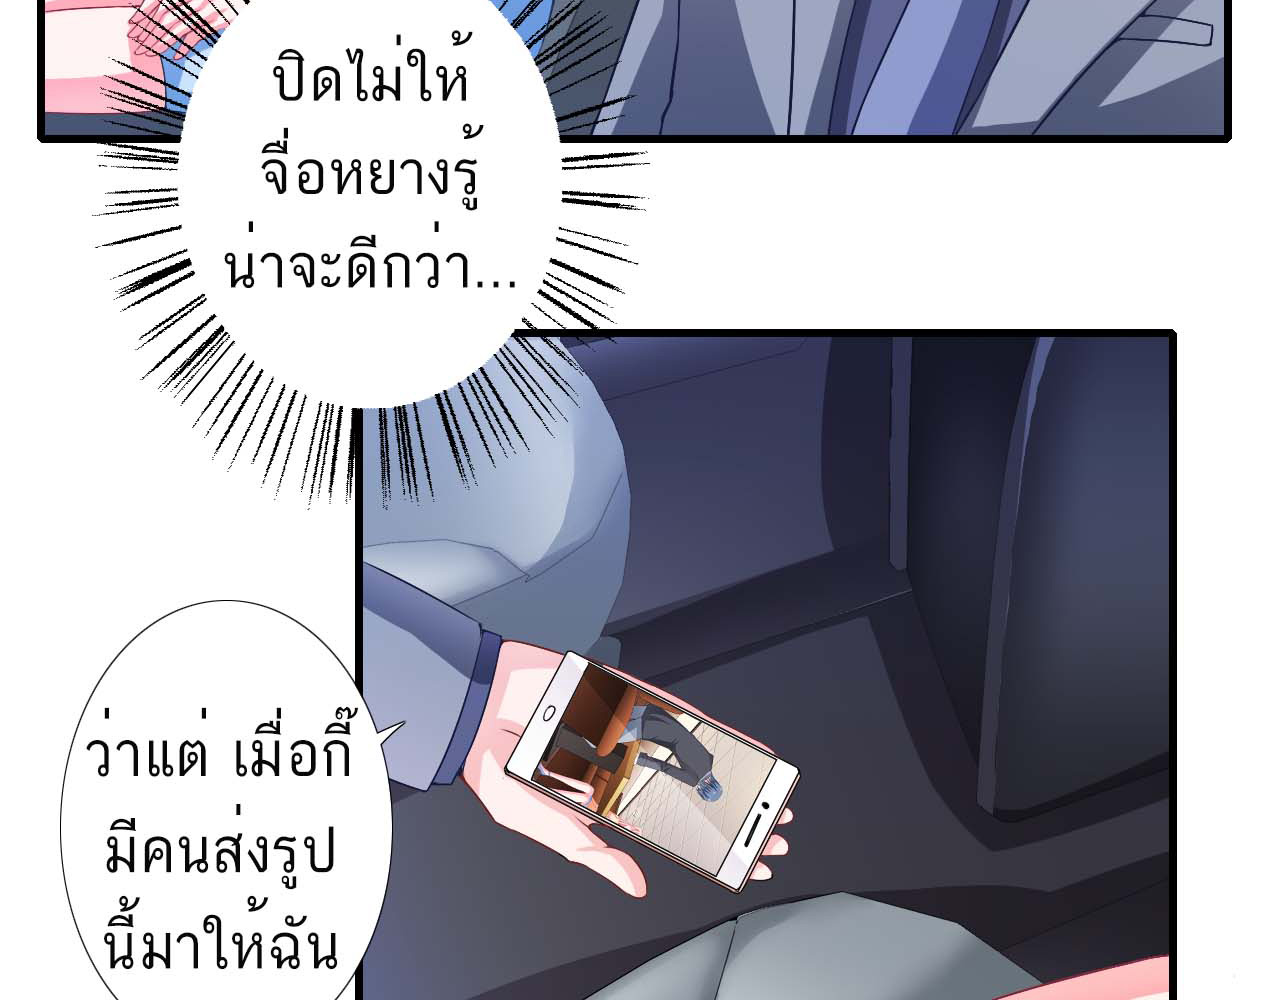 ปิดไม่ให้
จื่อหยางรู้
น่าจะดีกว่า...
ว่าแต่ เมื่อกี๊
มีคนส่งรูป
นี้มาให้ฉัน